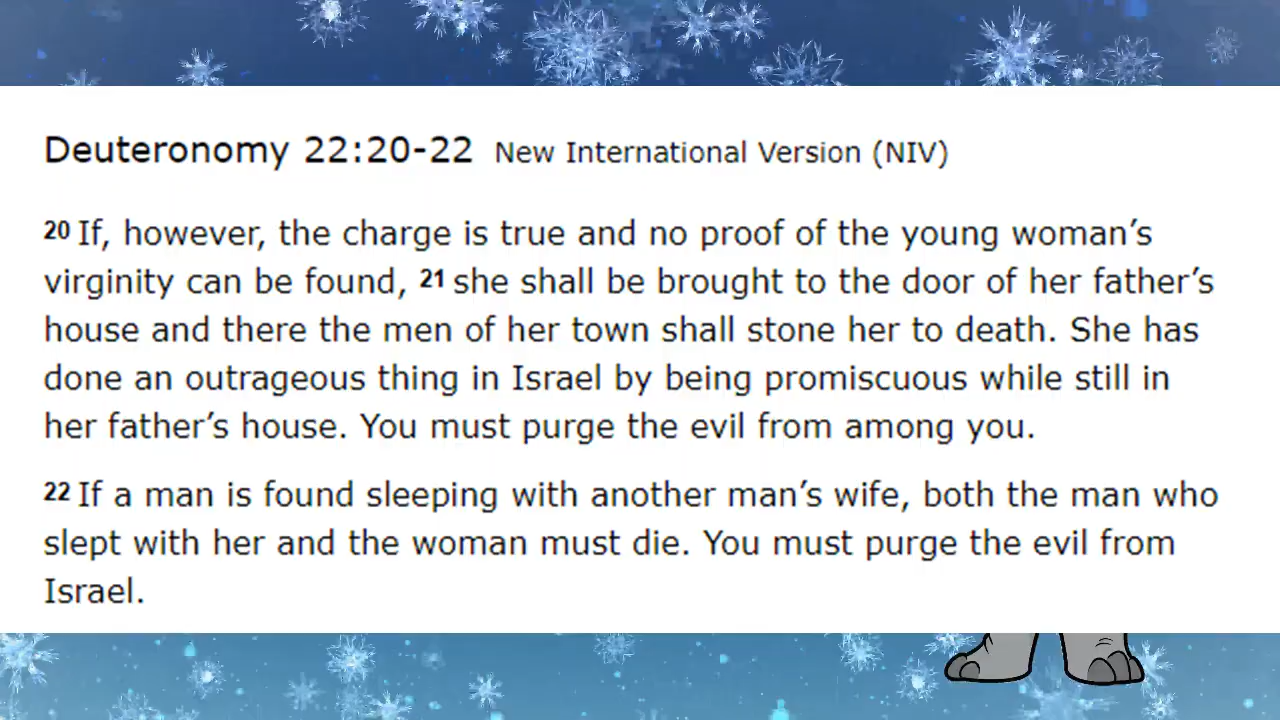 Deuteronomy 22:20-22 New International Version (NIV)
20 If, however, the charge is true and no proof of the young woman’s
virginity can be found, 21 she shall be brought to the door of her father’s
house and there the men of her town shall stone her to death. She has
done an outrageous thing in Israel by being promiscuous while still in
her father’s house. You must purge the evil from among you.
22 If a man is found sleeping with another man’s wife, both the man who
slept with her and the woman must die. You must purge the evil from
Israel.